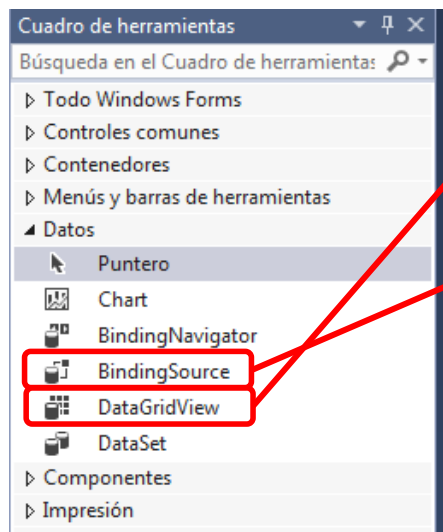 Cuadro de herramientas
Búsqueda en el Cuadro de herramientas
Todo Windows Forms
Controles comunes
Contenedores
Menús y barras de herramientas
Datos
Puntero
Chart
BindingNavigator
BindingSource
DataGridView
DataSet
Componentes
Impresión